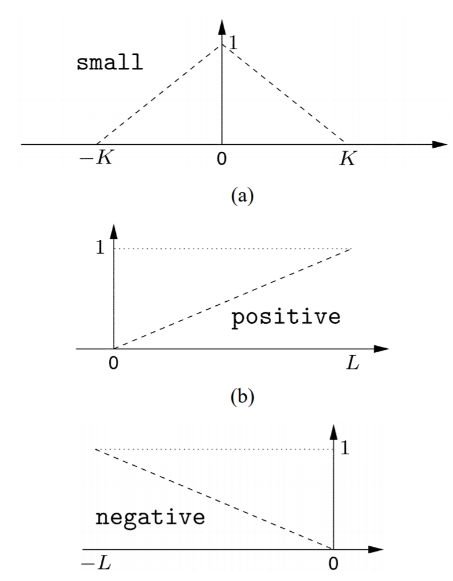 1
small
−K 0 K
(a)
1
positive
0 L
(b)
1
negative
−L 0